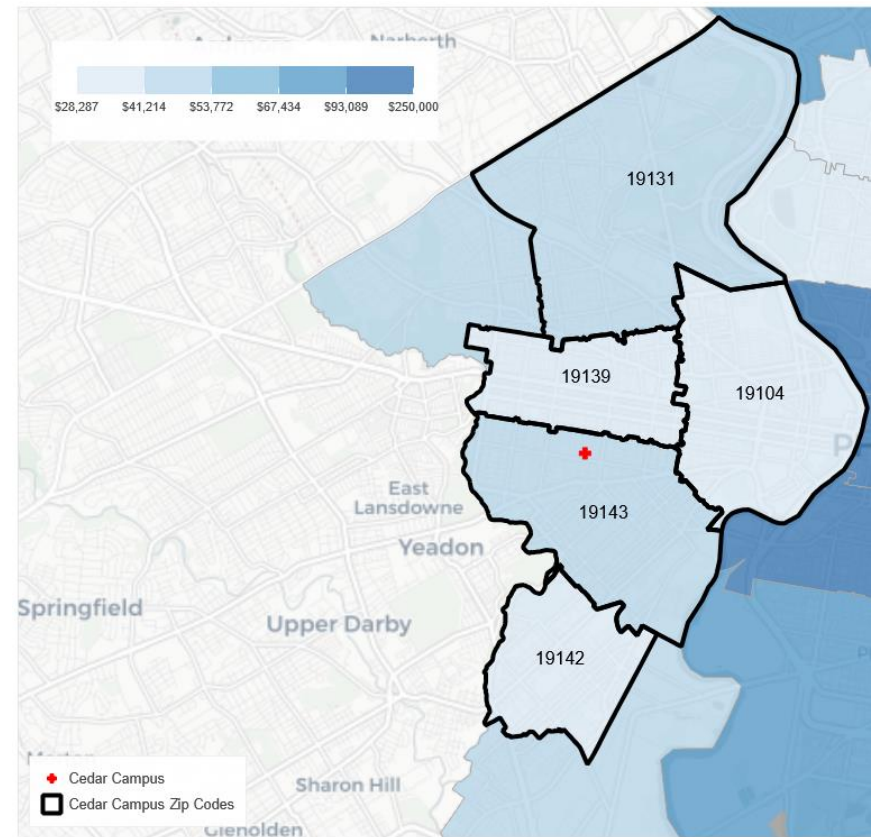 Narberth
$28,287 $41,214 $53,772 $67,434 $93,089 $250,000
19131
19139
19104
East
Lansdowne
19143
Yeadon
Springfield
Upper Darby
19142
Sharon Hill
Cedar Campus
Cedar Campus Zip Codes
Glenolden